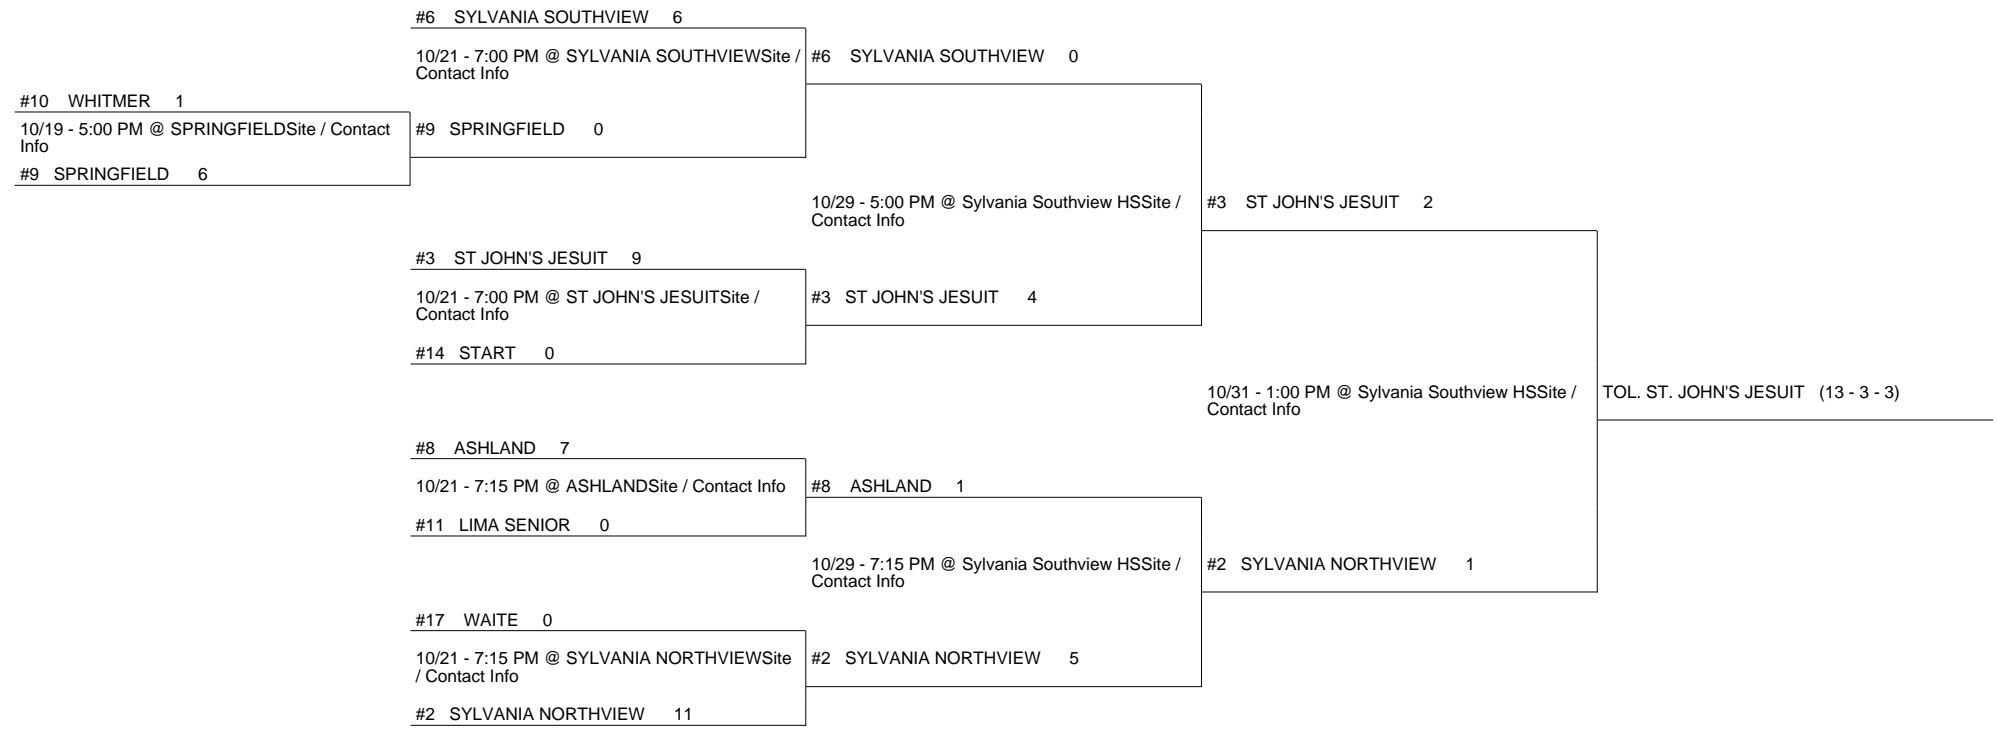 #6 SYLVANIA SOUTHVIEW 6
10/21 - 7:00 PM @ SYLVANIA SOUTHVIEWSite /
Contact Info
#6 SYLVANIA SOUTHVIEW 0
#10 WHITMER 1
10/19 - 5:00 PM @ SPRINGFIELDSite / Contact
Info
#9 SPRINGFIELD 6
#9 SPRINGFIELD 0
10/29 - 5:00 PM @ Sylvania Southview HSSite /
Contact Info
#3 ST JOHN'S JESUIT 2
#3 ST JOHN'S JESUIT 9
10/21 - 7:00 PM @ ST JOHN'S JESUITSite /
Contact Info
#3 ST JOHN'S JESUIT 4
#14 START 0
10/31 - 1:00 PM @ Sylvania Southview HSSite /
Contact Info
TOL. ST. JOHN'S JESUIT (13 - 3 - 3)
#8 ASHLAND 7
10/21 - 7:15 PM @ ASHLANDSite / Contact Info
#8 ASHLAND 1
#11 LIMA SENIOR 0
10/29 - 7:15 PM @ Sylvania Southview HSSite /
Contact Info
#2 SYLVANIA NORTHVIEW 1
#17 WAITE 0
10/21 - 7:15 PM @ SYLVANIA NORTHVIEWSite
/ Contact Info
#2 SYLVANIA NORTHVIEW 5
#2 SYLVANIA NORTHVIEW 11